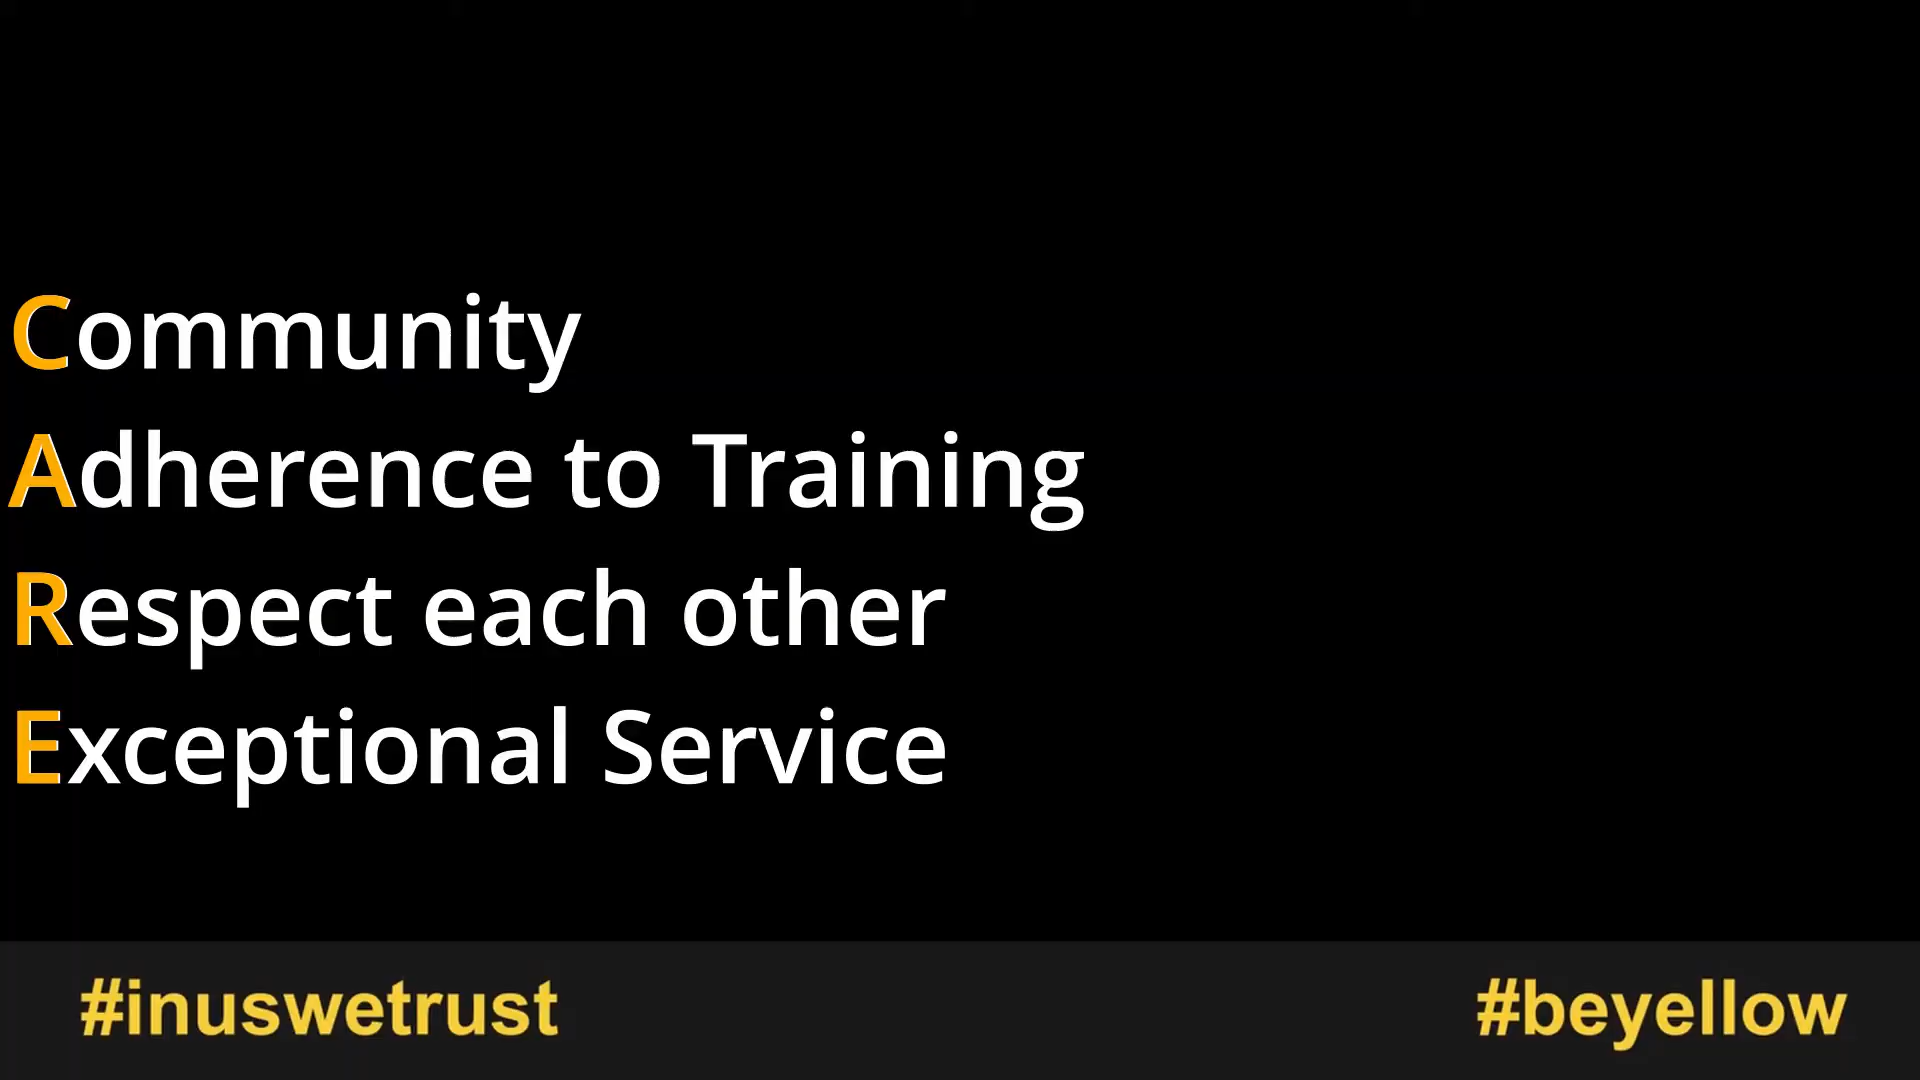 Community
Adherence to Training
Respect each other
Exceptional Service
#inuswetrust
#beyellow